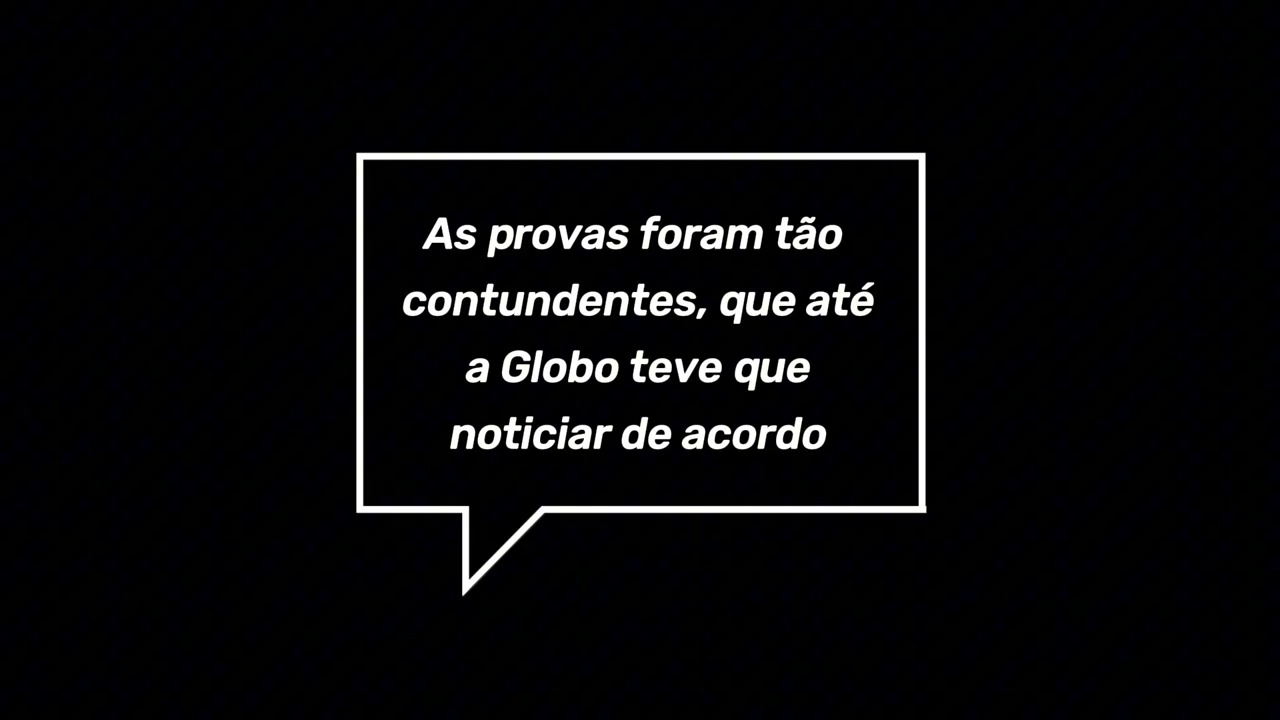 As provas foram tão
contundentes, que até
a Globo teve que
noticiar de acordo